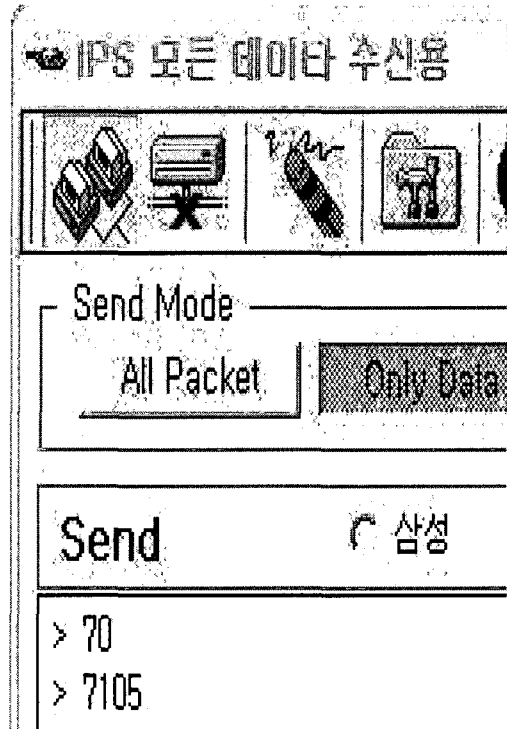 IPS 모든 데이타 수신용
Send Mode
All Packet
Only Data
Send
삼성
> 70
> 7105